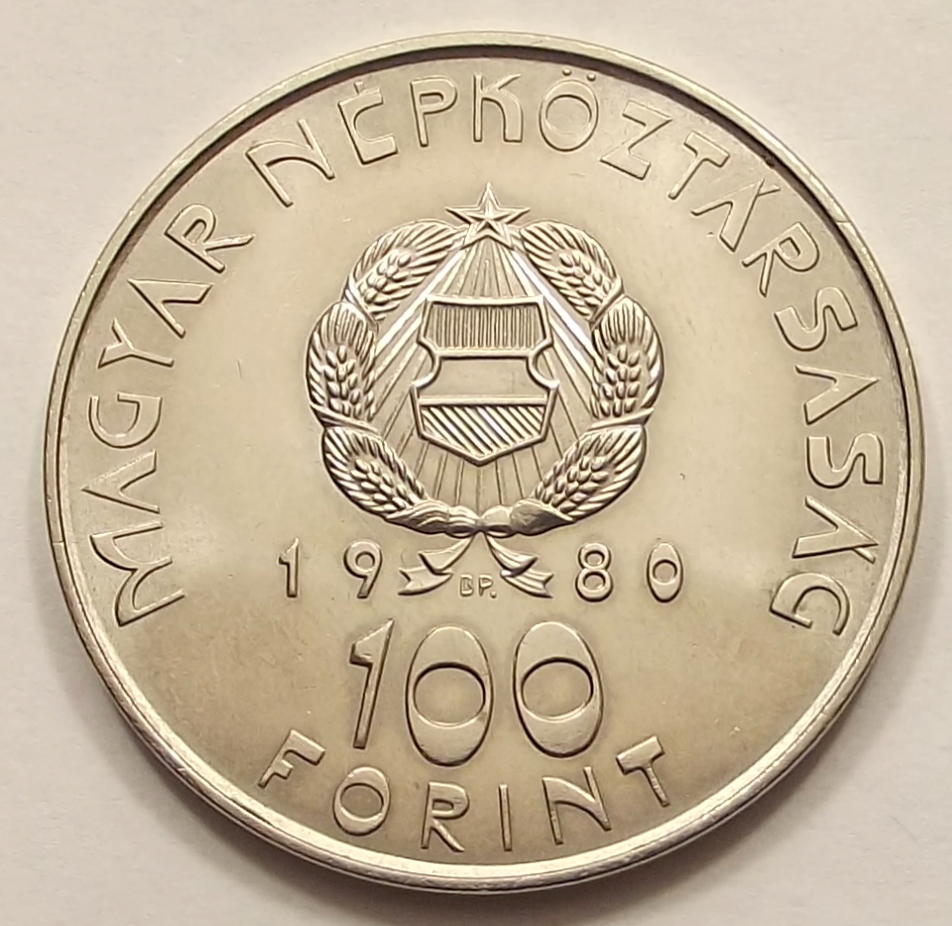 MAGYAR NÉPKÖZTÁRSASÁG
1980
BP.
100
FORINT